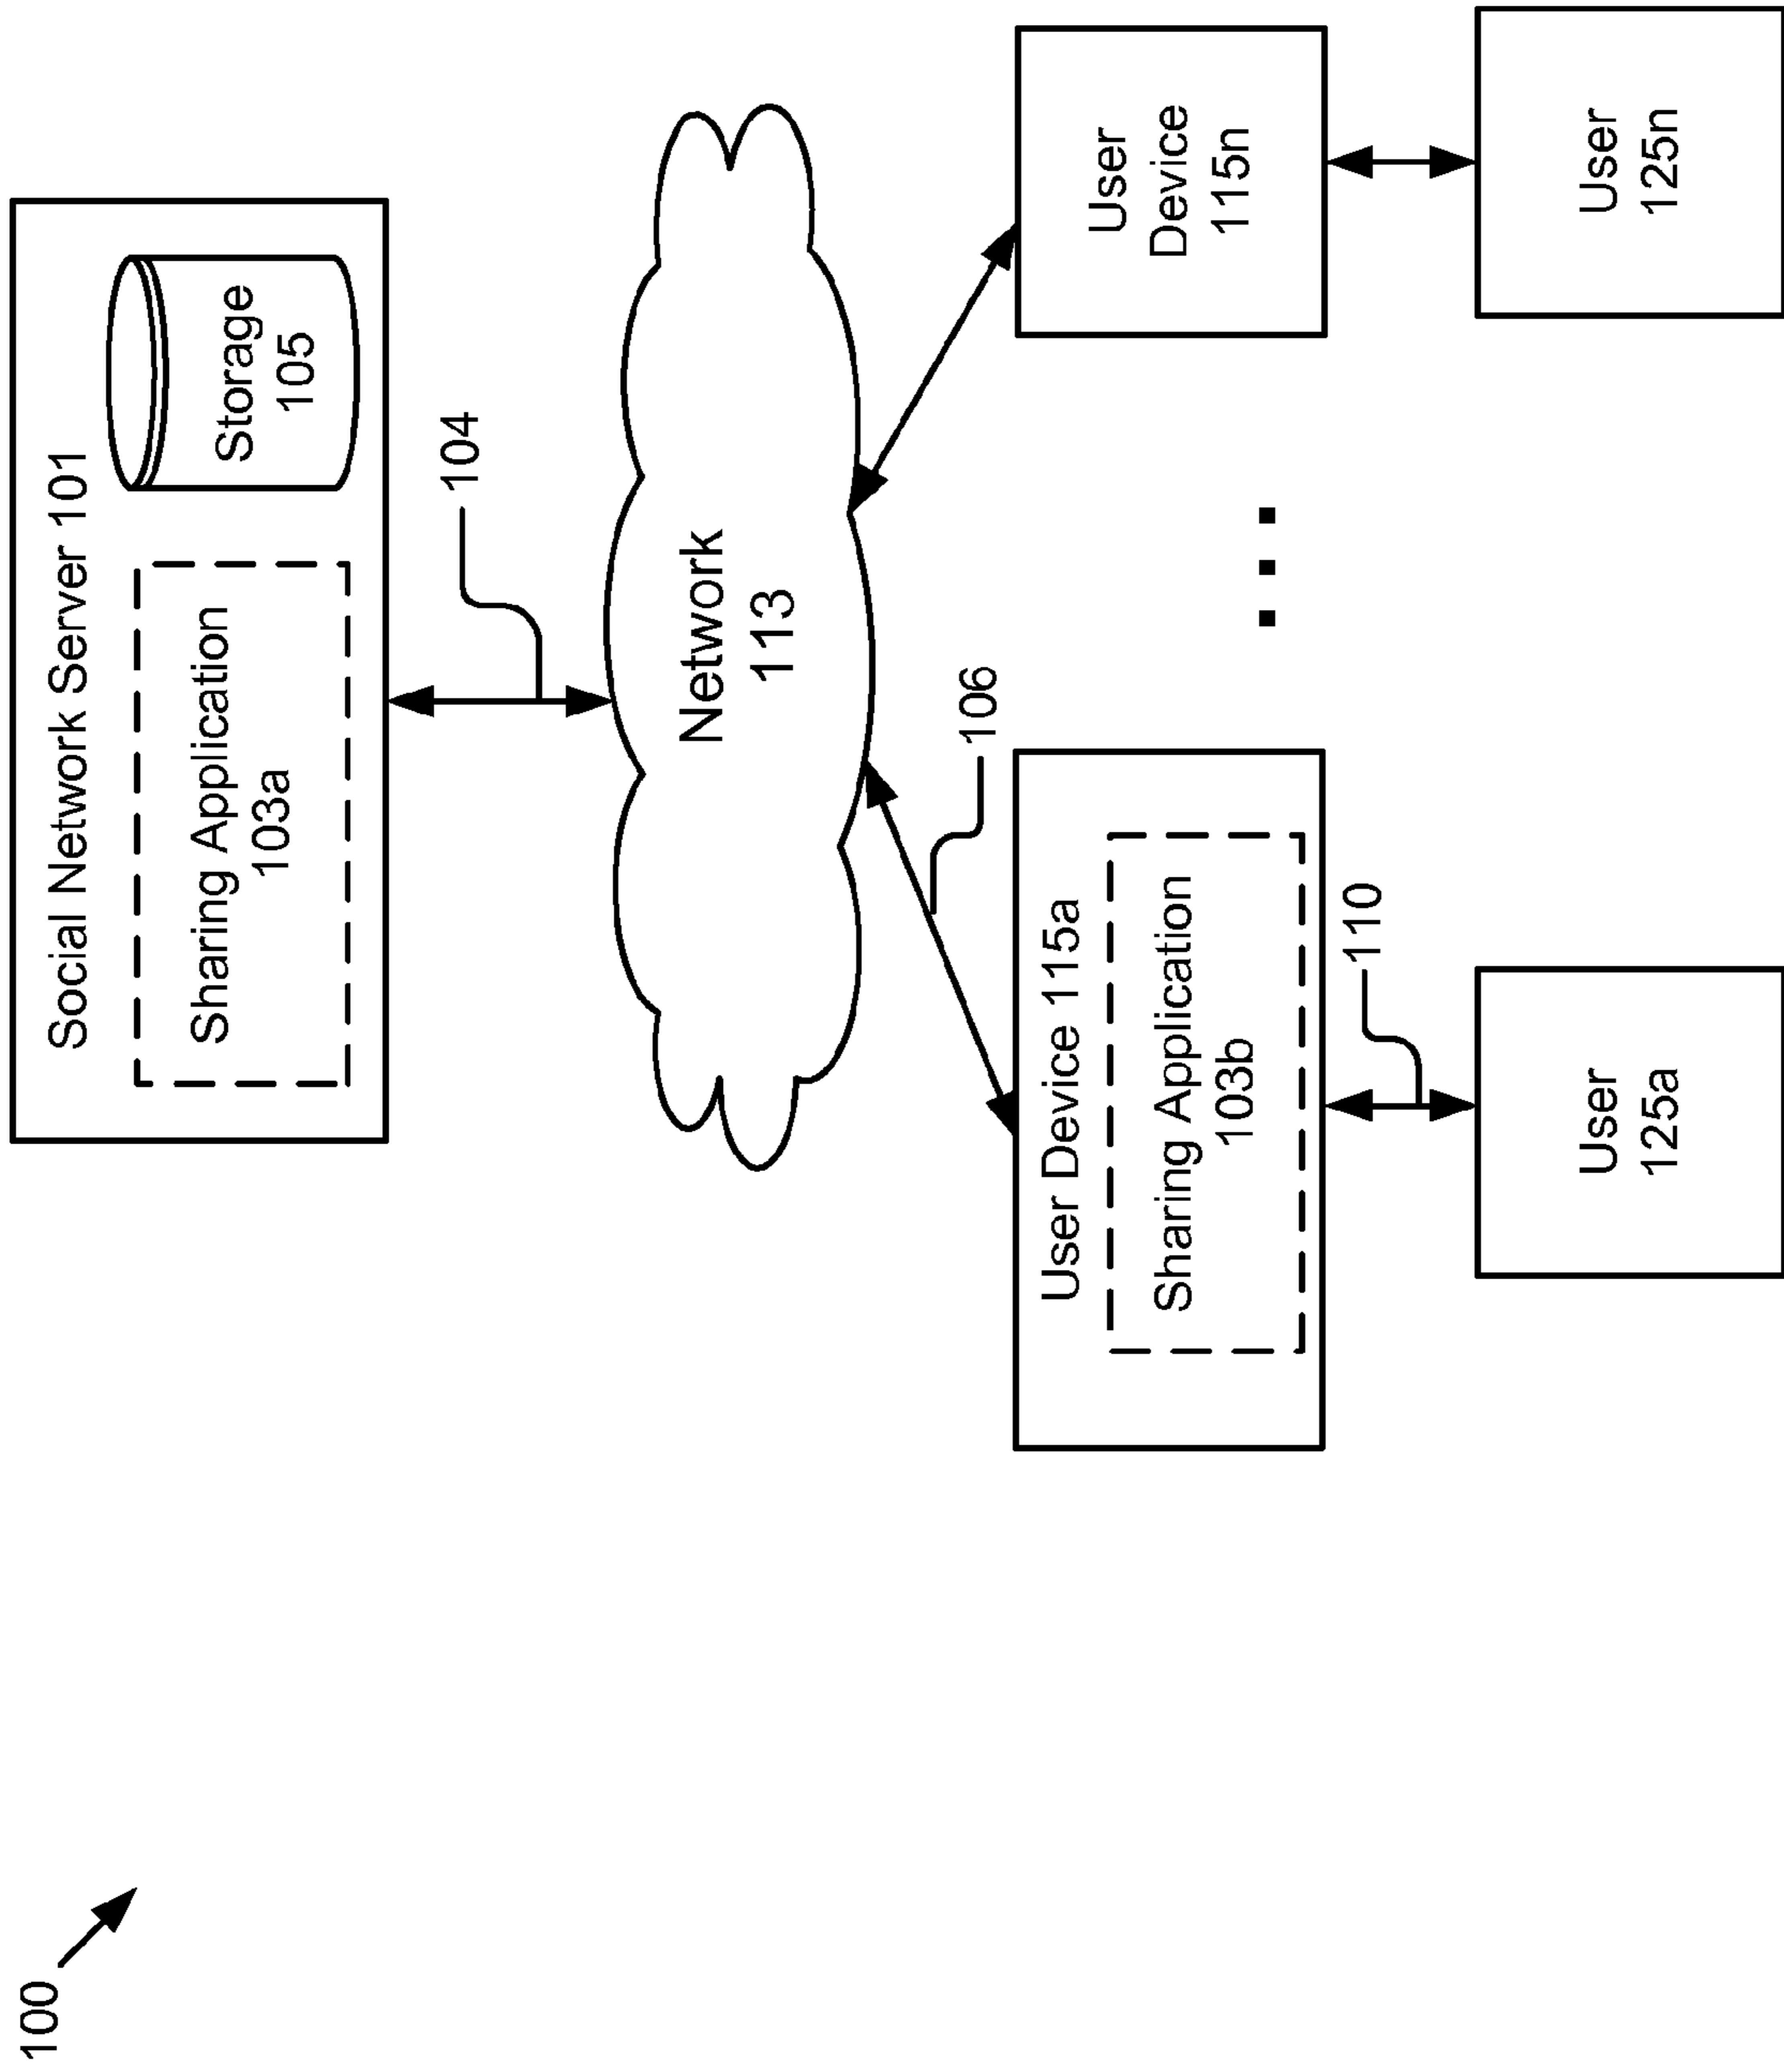 100
Social Network Server 101
Sharing Application
103a
Storage
105
104
Network
113
106
User Device 115a
Sharing Application
103b
User
Device
115n
110
User
125a
User
125n